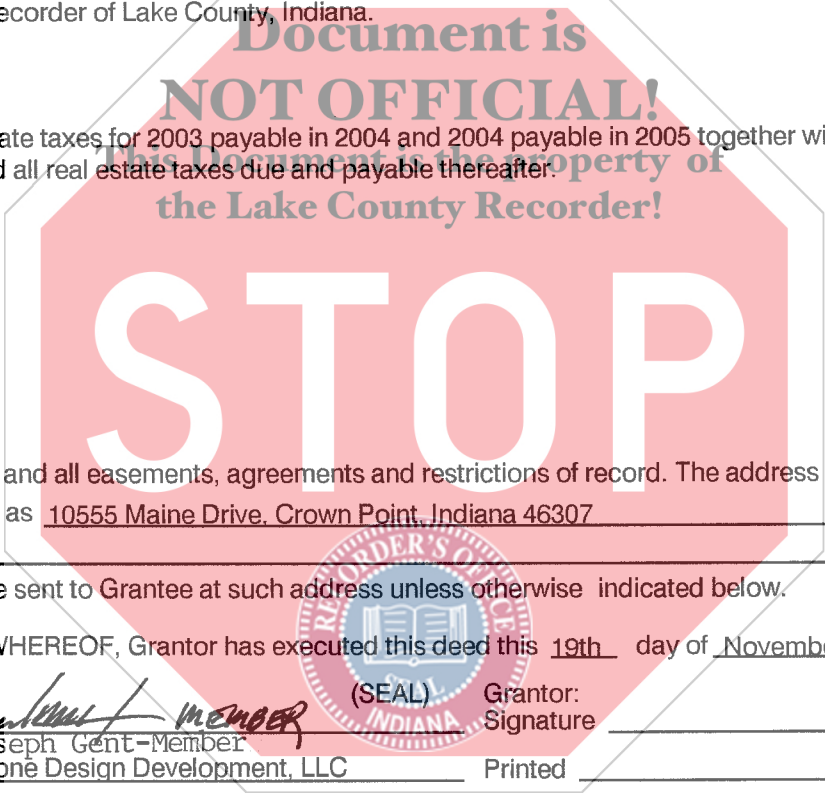 ecorder of Lake County, Indiana.
Document is
NOT OFFICIAL!
ate taxes for 2003 payable in 2004 and 2004 payable in 2005 together wi
This Document is the property of
d all real estate taxes due and payable thereafter.
the Lake County Recorder!
STOP
and all easements, agreements and restrictions of record. The address
as 10555 Maine Drive, Crown Point, Indiana 46307
RECORDER'S OFFICE
e sent to Grantee at such address unless otherwise indicated below.
WHEREOF, Grantor has executed this deed this 19th day of Novembe
SEAL
(SEAL) Grantor:
MEMBER
INDIANA
Signature
seph Gent-Member
one Design Development, LLC Printed